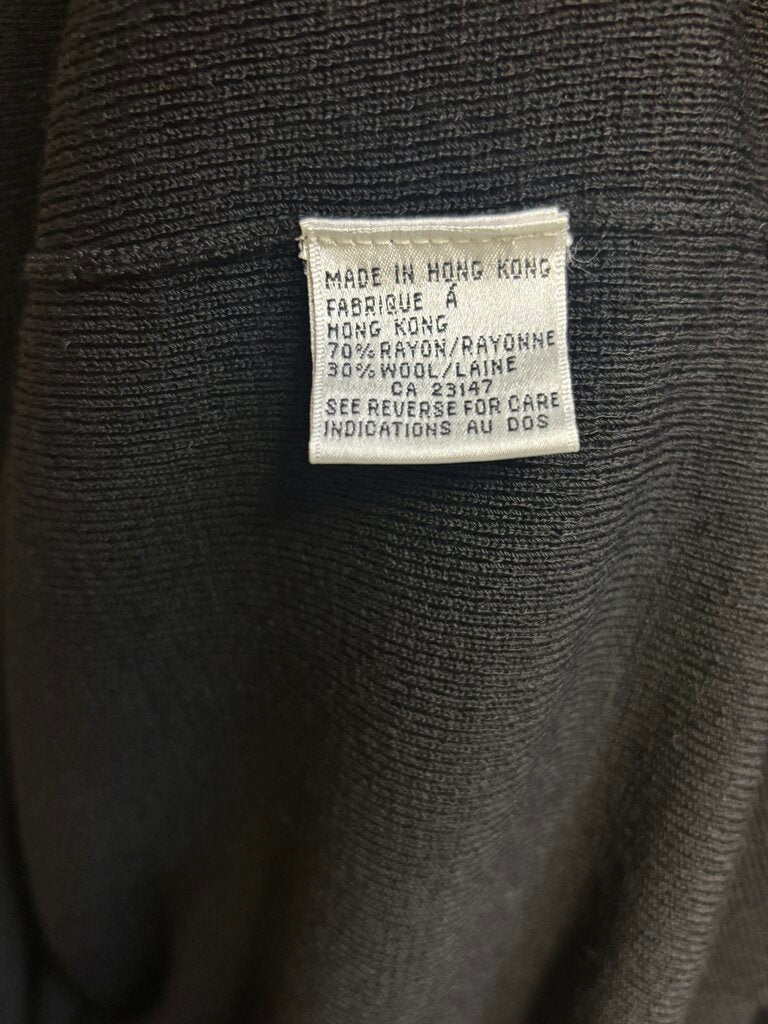 MADE IN HONG KONG
FABRIQUE Á
HONG KONG
70% RAYON/RAYONNE
30% WOOL/LAINE
CA 23147
SEE REVERSE FOR CARE
INDICATIONS AU DOS